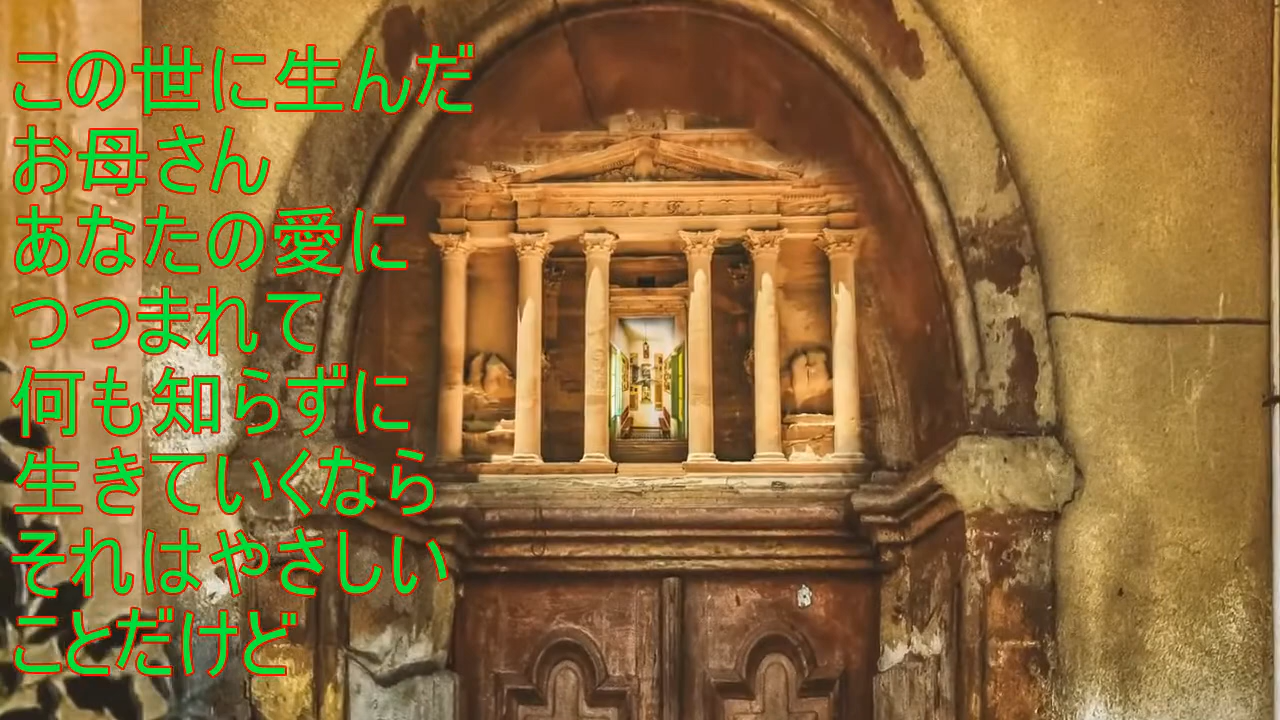 この世に生んだ
お母さん
あなたの愛に
つつまれて
何も知らずに
生きていくなら
それはやさしい
ことだけど